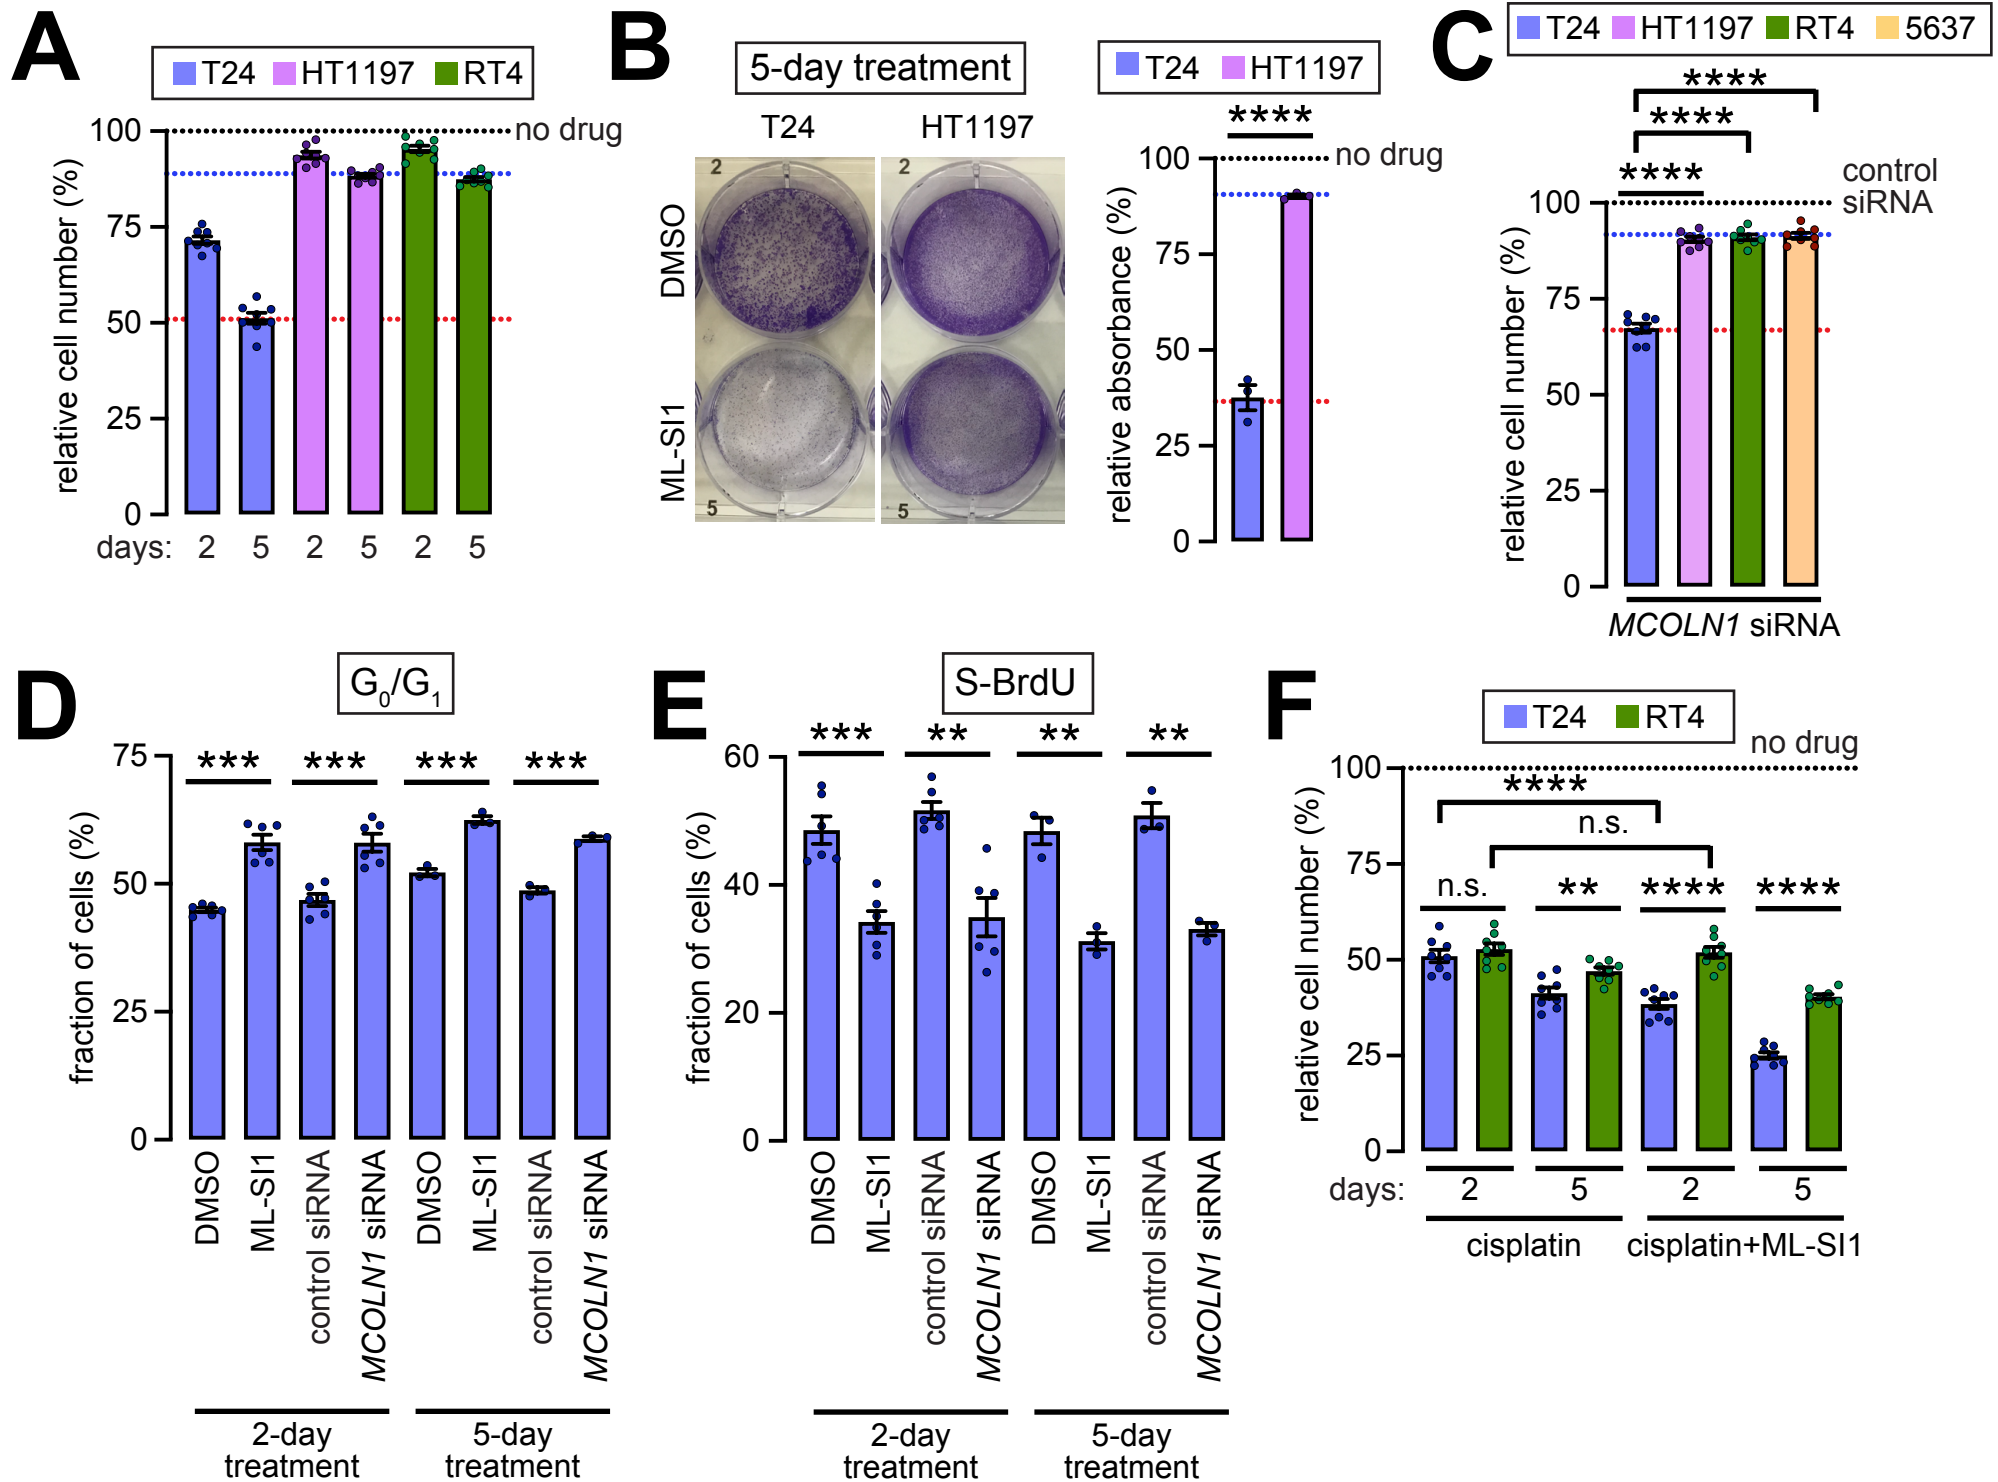 A
T24 HT1197 RT4
relative cell number (%)
100
75
50
25
0
no drug
days: 2 5 2 5 2 5
B
5-day treatment
T24 HT1197
DMSO
ML-SI1
2
2
5
5
T24 HT1197
****
relative absorbance (%)
100
75
50
25
0
no drug
C
T24 HT1197 RT4 5637
****
****
****
control
siRNA
relative cell number (%)
100
75
50
25
0
MCOLN1 siRNA
D
G0/G1
*** *** *** ***
fraction of cells (%)
75
50
25
0
DMSO
ML-SI1
control siRNA
MCOLN1 siRNA
DMSO
ML-SI1
control siRNA
MCOLN1 siRNA
2-day
treatment
5-day
treatment
E
S-BrdU
*** ** ** **
fraction of cells (%)
60
40
20
0
DMSO
ML-SI1
control siRNA
MCOLN1 siRNA
DMSO
ML-SI1
control siRNA
MCOLN1 siRNA
2-day
treatment
5-day
treatment
F
T24 RT4
no drug
relative cell number (%)
100
75
50
25
0
****
n.s.
n.s. ** **** ****
days: 2 5 2 5
cisplatin cisplatin+ML-SI1